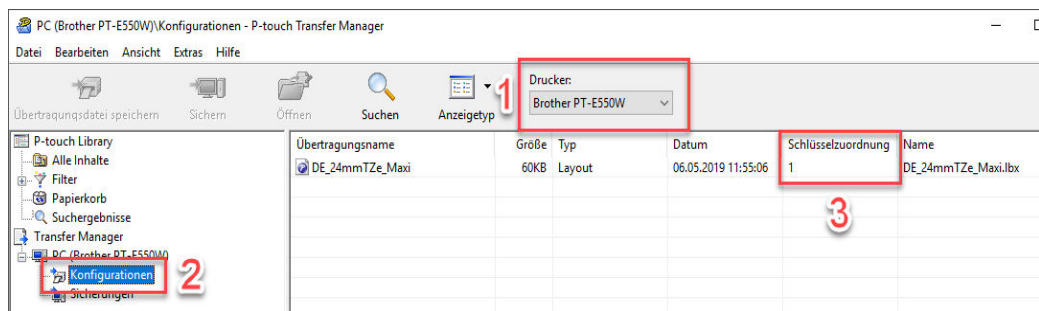 PC (Brother PT-E550W)\Konfigurationen - P-touch Transfer Manager
Datei Bearbeiten Ansicht Extras Hilfe
Übertragungsdatei speichern Sichern Öffnen Suchen Anzeigetyp
1
Drucker:
Brother PT-E550W
P-touch Library
Alle Inhalte
Filter
Papierkorb
Suchergebnisse
Transfer Manager
PC (Brother PT-E550W)
Konfigurationen
Sicherungen
2
Übertragungsname Größe Typ Datum Schlüsselzuordnung Name
DE_24mmTZe_Maxi 60KB Layout 06.05.2019 11:55:06 1 DE_24mmTZe_Maxi.lbx
3